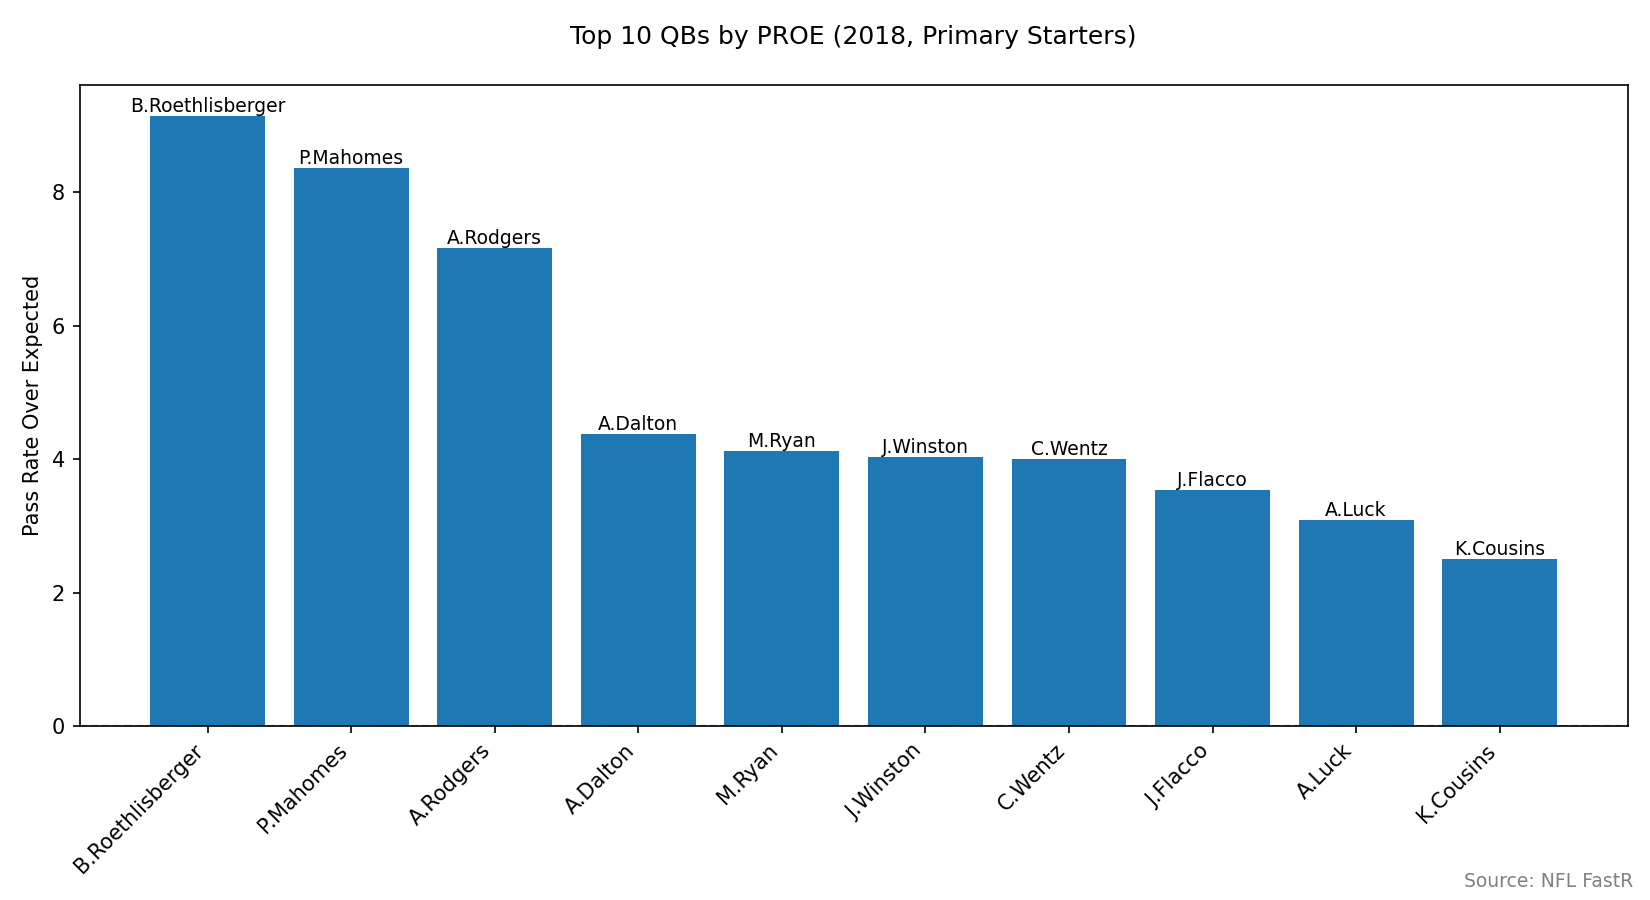 Top 10 QBs by PROE (2018, Primary Starters)
Pass Rate Over Expected
8
6
4
2
0
B.Roethlisberger
P.Mahomes
A.Rodgers
A.Dalton
M.Ryan
J.Winston
C.Wentz
J.Flacco
A.Luck
K.Cousins
B.Roethlisberger
P.Mahomes
A.Rodgers
A.Dalton
M.Ryan
J.Winston
C.Wentz
J.Flacco
A.Luck
K.Cousins
Source: NFL FastR